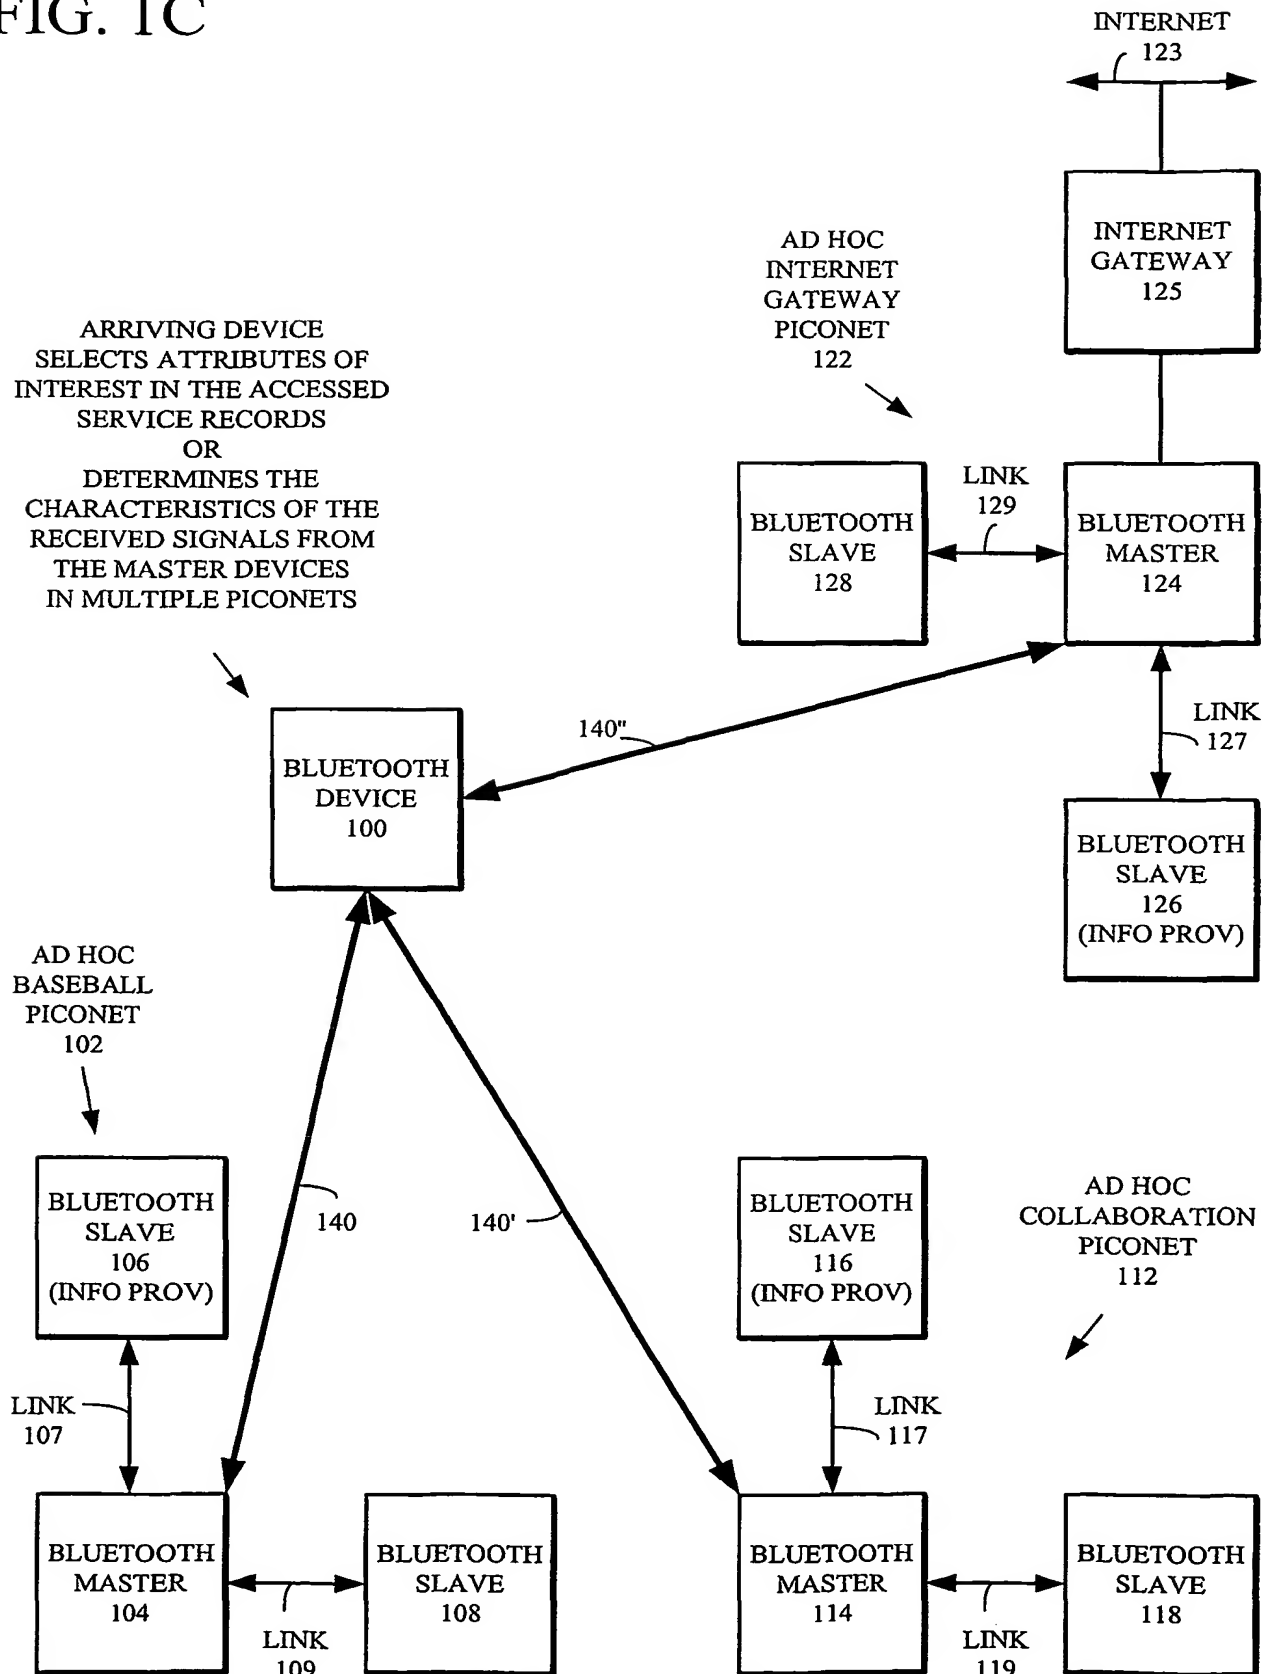 FIG. 1C
INTERNET
123
INTERNET
GATEWAY
125
AD HOC
INTERNET
GATEWAY
PICONET
122
ARRIVING DEVICE
SELECTS ATTRIBUTES OF
INTEREST IN THE ACCESSED
SERVICE RECORDS
OR
DETERMINES THE
CHARACTERISTICS OF THE
RECEIVED SIGNALS FROM
THE MASTER DEVICES
IN MULTIPLE PICONETS
BLUETOOTH
SLAVE
128
LINK
129
BLUETOOTH
MASTER
124
140"
LINK
127
BLUETOOTH
DEVICE
100
BLUETOOTH
SLAVE
126
(INFO PROV)
AD HOC
BASEBALL
PICONET
102
BLUETOOTH
SLAVE
106
(INFO PROV)
140
140'
BLUETOOTH
SLAVE
116
(INFO PROV)
AD HOC
COLLABORATION
PICONET
112
LINK
107
LINK
117
BLUETOOTH
MASTER
104
LINK
109
BLUETOOTH
SLAVE
108
BLUETOOTH
MASTER
114
LINK
119
BLUETOOTH
SLAVE
118